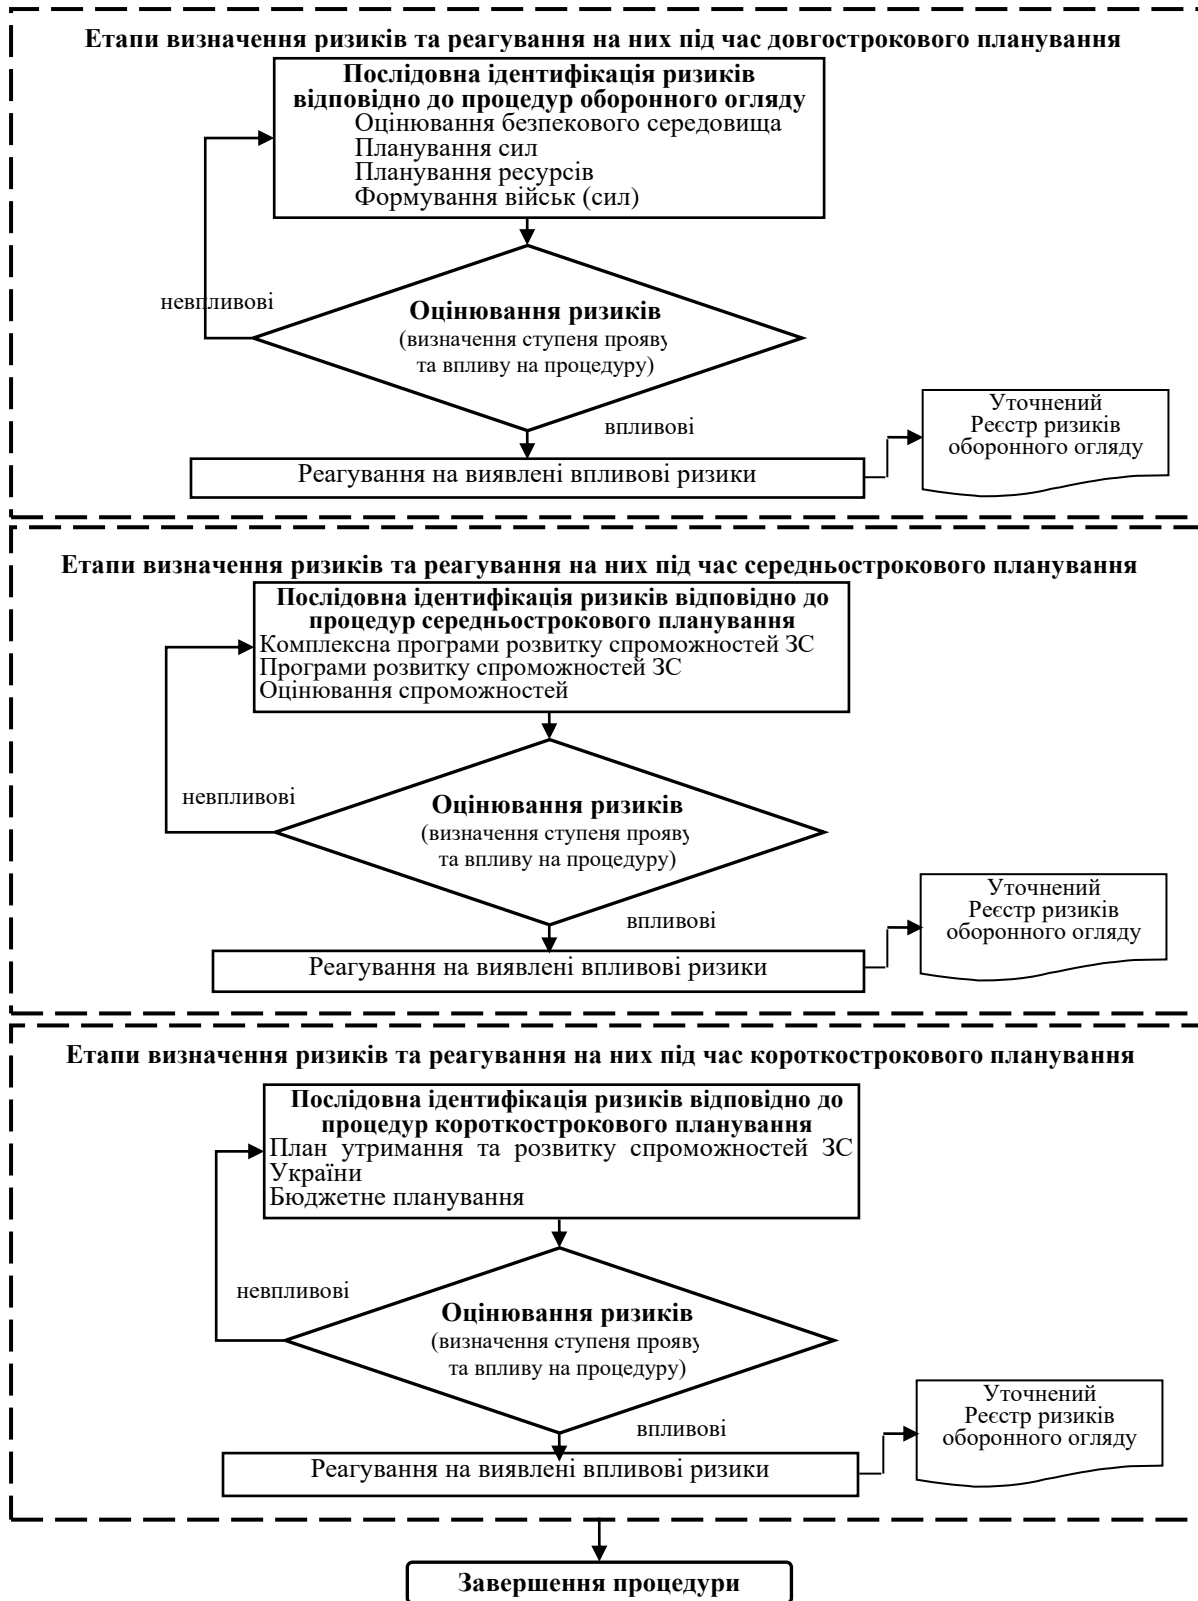 Етапи визначення ризиків та реагування на них під час довгострокового планування
Послідовна ідентифікація ризиків
відповідно до процедур оборонного огляду
Оцінювання безпекового середовища
Планування сил
Планування ресурсів
Формування військ (сил)
невпливові
Оцінювання ризиків
(визначення ступеня прояву
та впливу на процедуру)
впливові
Реагування на виявлені впливові ризики
Уточнений
Реєстр ризиків
оборонного огляду
Етапи визначення ризиків та реагування на них під час середньострокового планування
Послідовна ідентифікація ризиків відповідно до
процедур середньострокового планування
Комплексна програми розвитку спроможностей ЗС
Програми розвитку спроможностей ЗС
Оцінювання спроможностей
невпливові
Оцінювання ризиків
(визначення ступеня прояву
та впливу на процедуру)
впливові
Реагування на виявлені впливові ризики
Уточнений
Реєстр ризиків
оборонного огляду
Етапи визначення ризиків та реагування на них під час короткострокового планування
Послідовна ідентифікація ризиків відповідно до
процедур короткострокового планування
План утримання та розвитку спроможностей ЗС
України
Бюджетне планування
невпливові
Оцінювання ризиків
(визначення ступеня прояву
та впливу на процедуру)
впливові
Реагування на виявлені впливові ризики
Уточнений
Реєстр ризиків
оборонного огляду
Завершення процедури